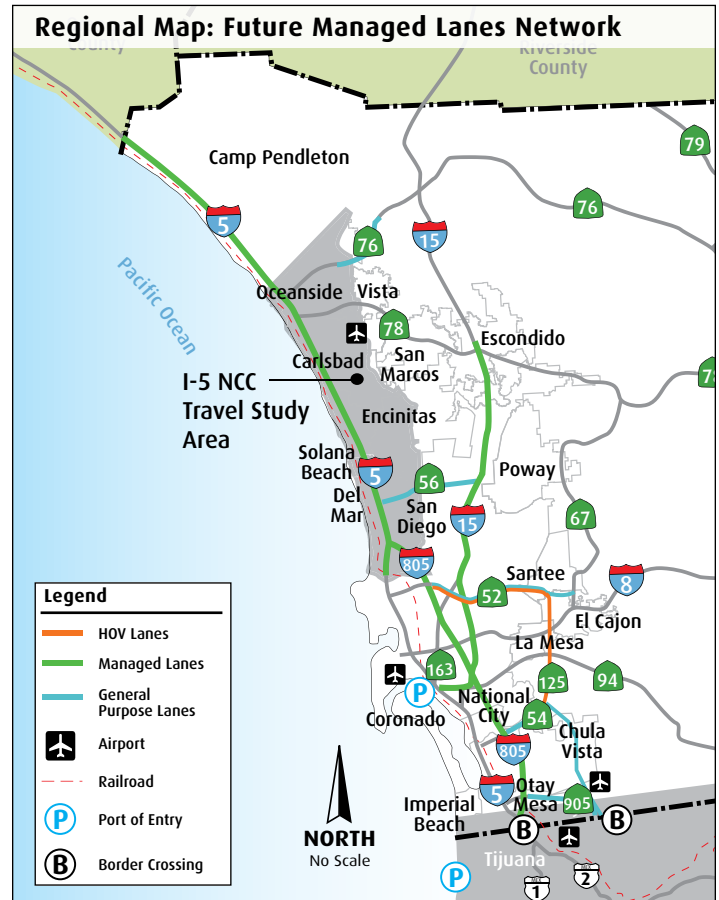 Regional Map: Future Managed Lanes Network
County
Riverside
County
79
Camp Pendleton
76
5
76
15
Pacific Ocean
Oceanside
Vista
78
Escondido
Carlsbad
San
Marcos
78
I-5 NCC
Travel Study
Area
Encinitas
Solana
Beach
5
56
Poway
Del
Mar
San
Diego
15
67
805
Santee
8
52
El Cajon
La Mesa
163
125
94
P
Coronado
National
City
54
Chula
Vista
805
5
Otay
Mesa
905
Imperial
Beach
B
B
Tijuana
P
1
2
Legend
HOV Lanes
Managed Lanes
General
Purpose Lanes
Airport
Railroad
P
Port of Entry
B
Border Crossing
NORTH
No Scale